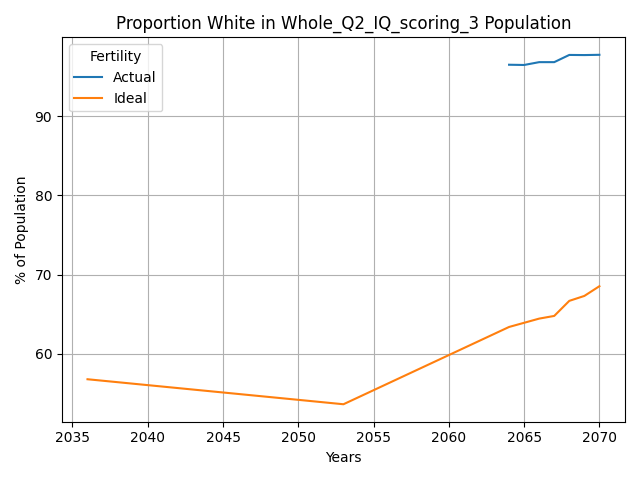 Proportion White in Whole_Q2_IQ_scoring_3 Population
Fertility
Actual
Ideal
% of Population
90
80
70
60
2035 2040 2045 2050 2055 2060 2065 2070
Years